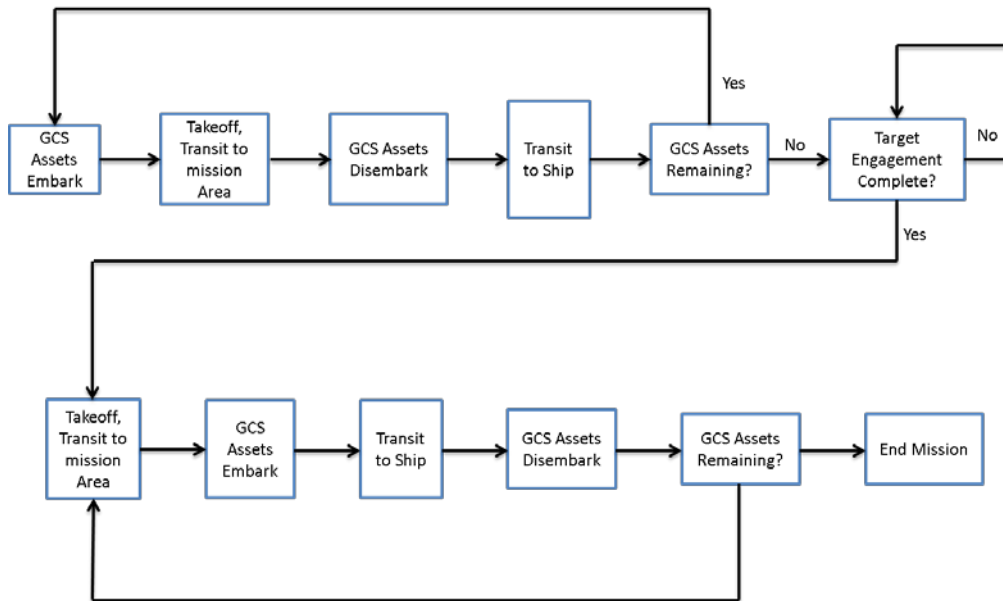 Yes
GCS
Assets
Embark
Takeoff,
Transit to
mission
Area
GCS Assets
Disembark
Transit
to Ship
GCS Assets
Remaining?
No
Target
Engagement
Complete?
No
Yes
Takeoff,
Transit to
mission
Area
GCS
Assets
Embark
Transit
to Ship
GCS Assets
Disembark
GCS Assets
Remaining?
End Mission